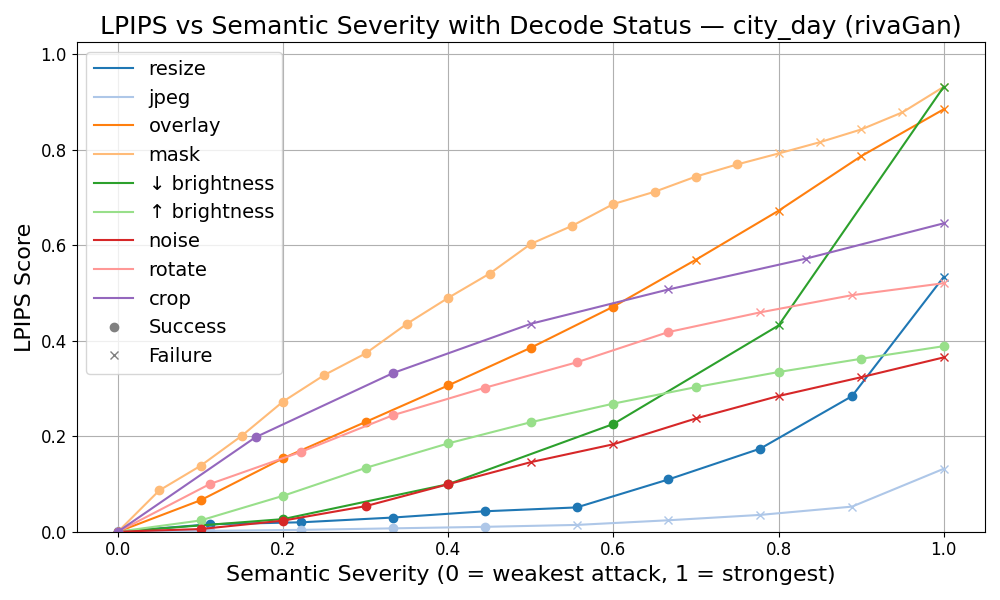 LPIPS vs Semantic Severity with Decode Status — city_day (rivaGan)
LPIPS Score
1.0
0.8
0.6
0.4
0.2
0.0
resize
jpeg
overlay
mask
↓ brightness
↑ brightness
noise
rotate
crop
Success
Failure
0.0 0.2 0.4 0.6 0.8 1.0
Semantic Severity (0 = weakest attack, 1 = strongest)